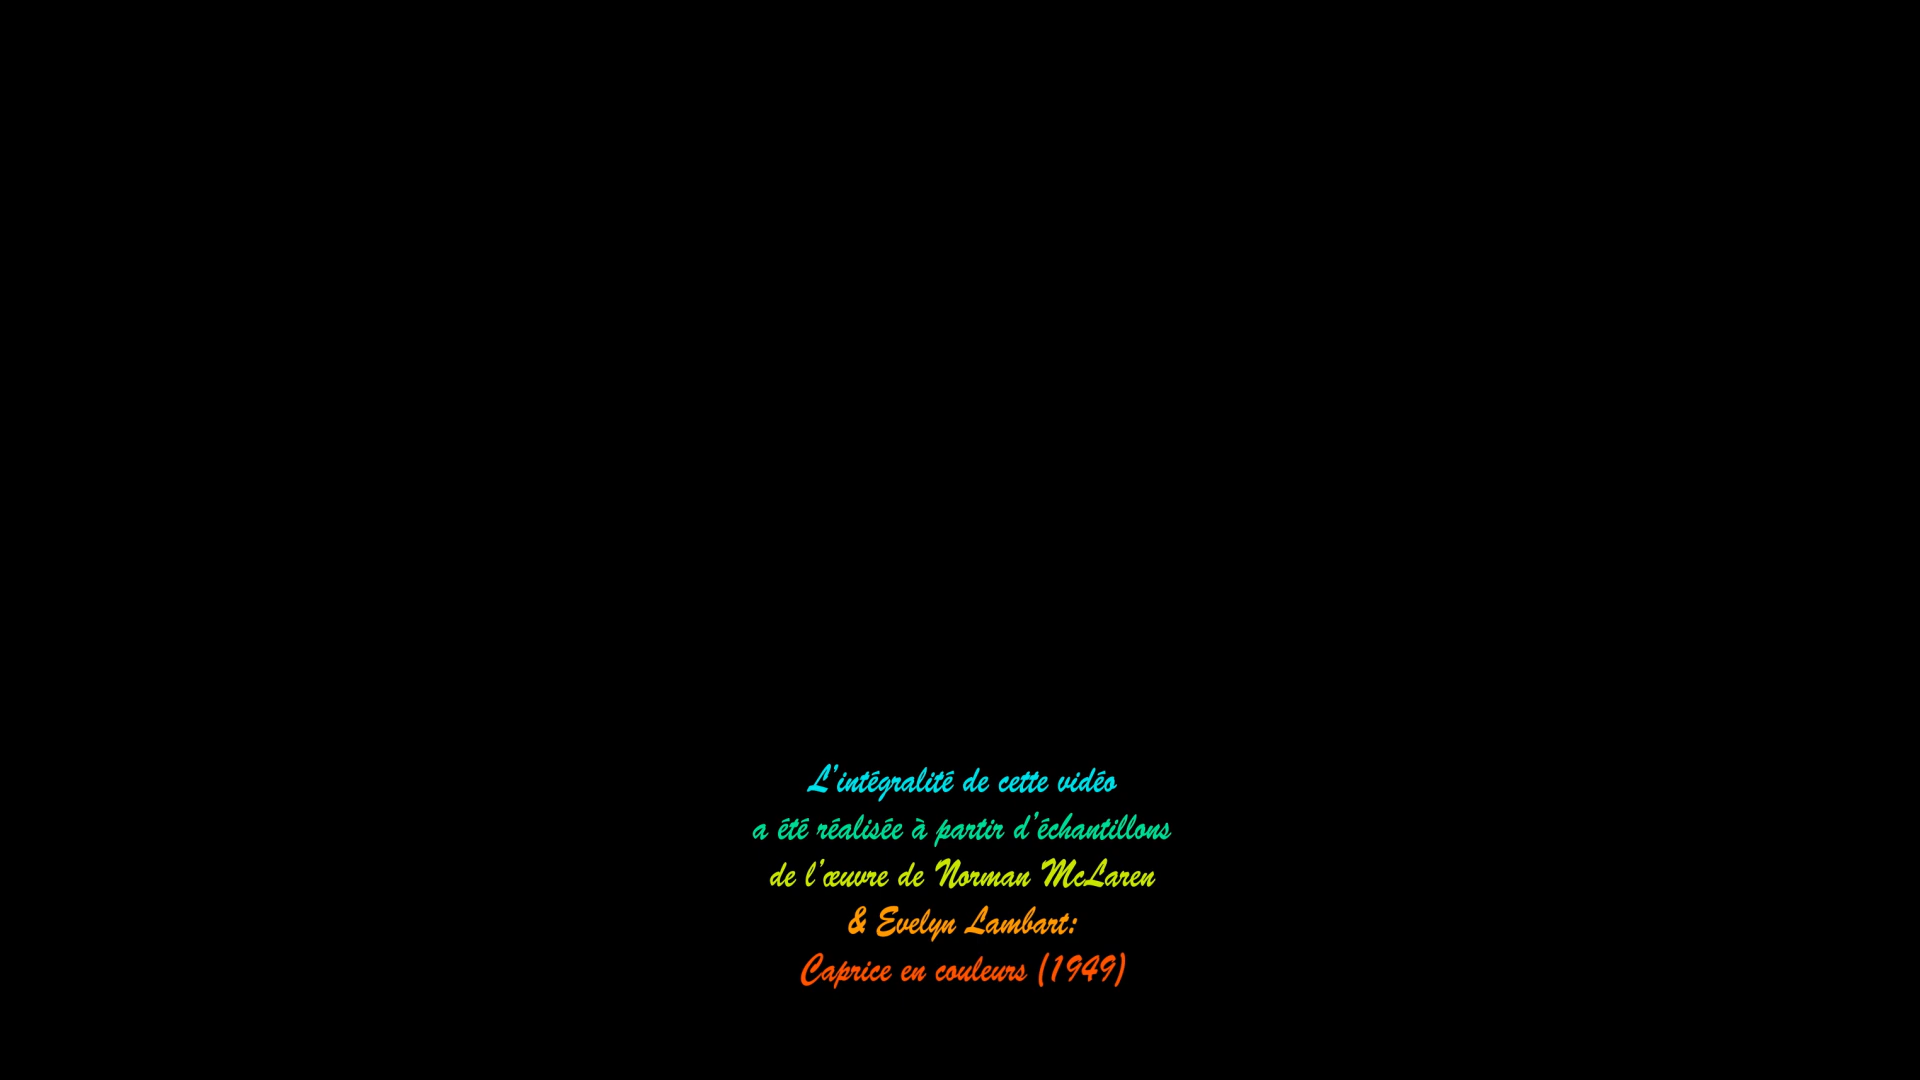 L'intégralité de cette vidéo
a été réalisée à partir d'échantillons
de l'œuvre de Norman McLaren
& Evelyn Lambart:
Caprice en couleurs (1949)